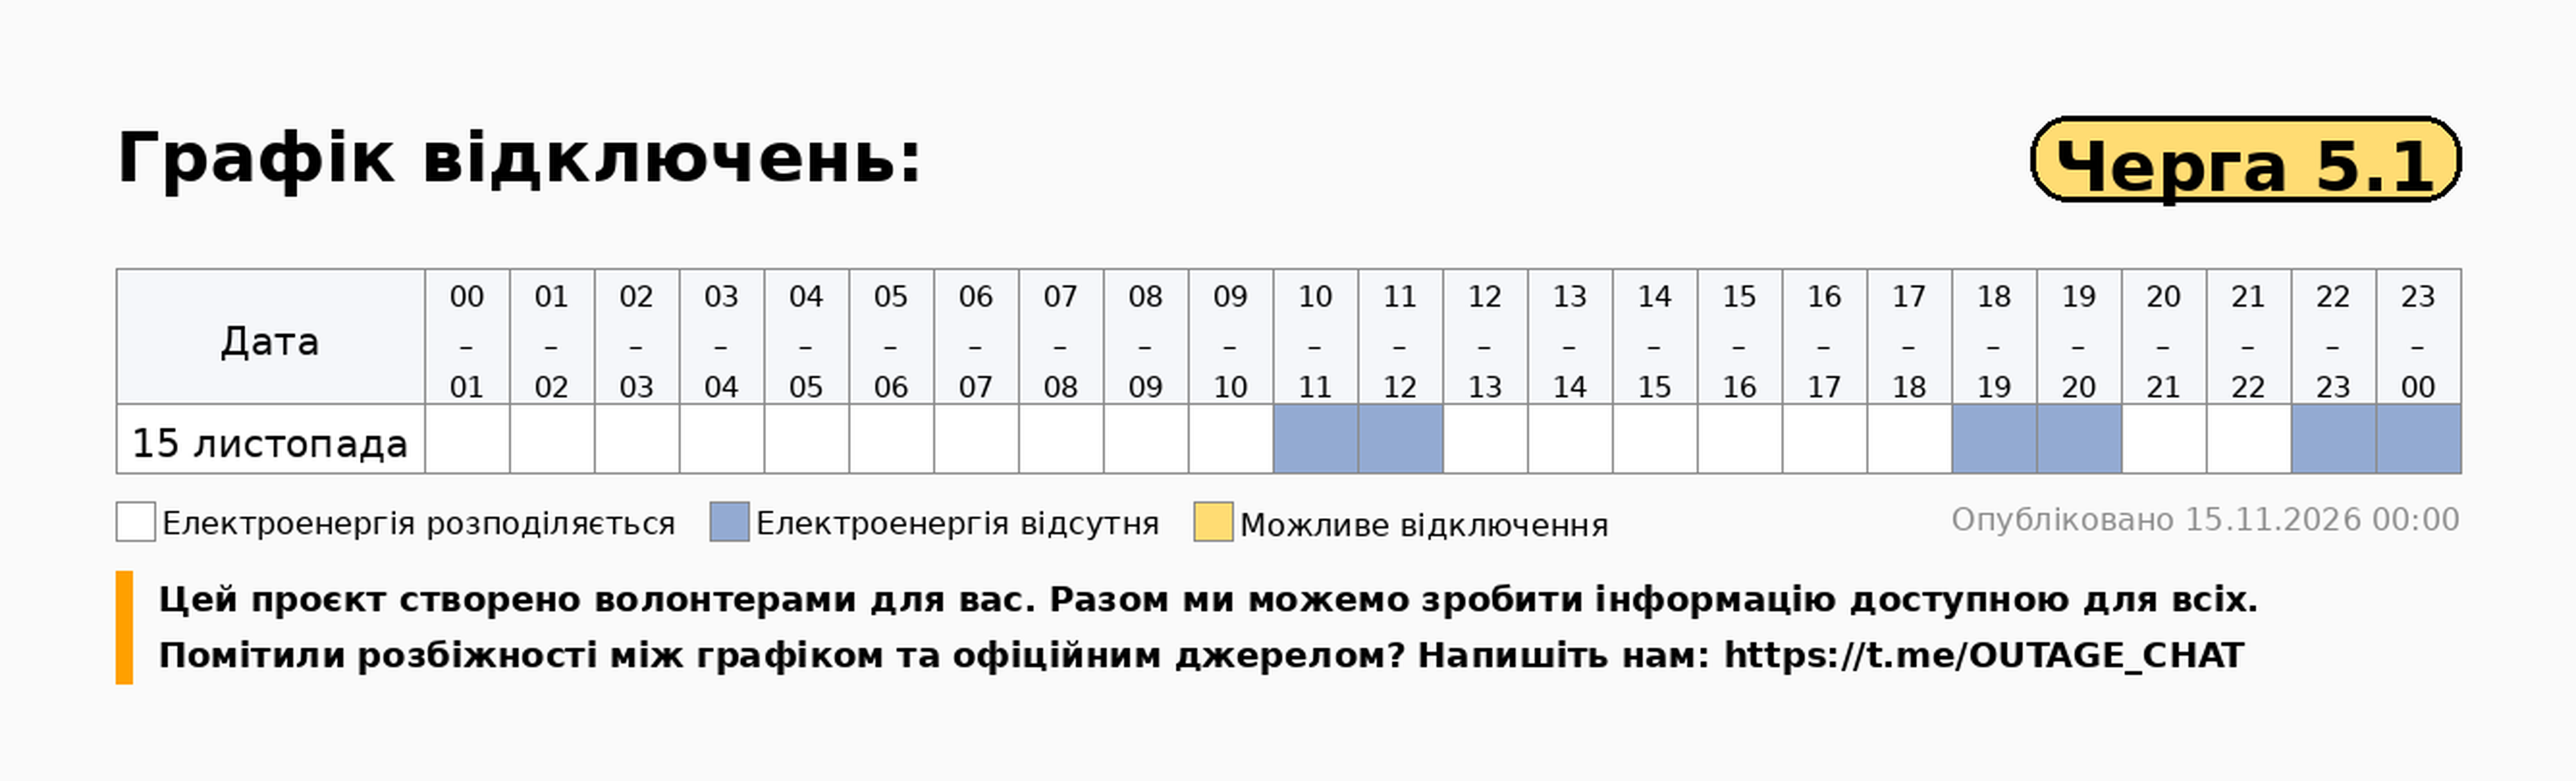 Графік відключень:
Черга 5.1
Дата
00 – 01
01 – 02
02 – 03
03 – 04
04 – 05
05 – 06
06 – 07
07 – 08
08 – 09
09 – 10
10 – 11
11 – 12
12 – 13
13 – 14
14 – 15
15 – 16
16 – 17
17 – 18
18 – 19
19 – 20
20 – 21
21 – 22
22 – 23
23 – 00
15 листопада
Електроенергія розподіляється
Електроенергія відсутня
Можливе відключення
Опубліковано 15.11.2026 00:00
Цей проєкт створено волонтерами для вас. Разом ми можемо зробити інформацію доступною для всіх.
Помітили розбіжності між графіком та офіційним джерелом? Напишіть нам: https://t.me/OUTAGE_CHAT